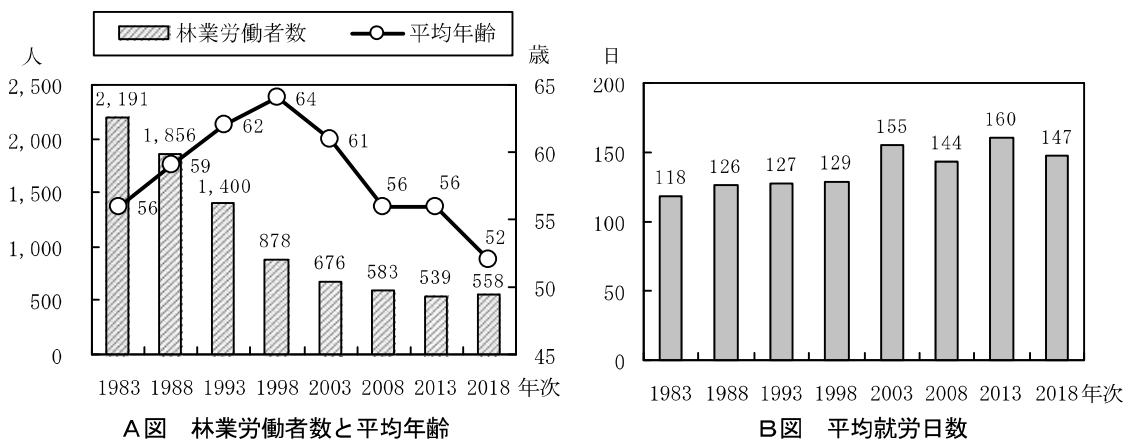 林業労働者数 平均年齢
人 歳
2,500 65
2,000 60
1,500 55
1,000 50
500 45
0
2,191 1,856 1,400 878 676 583 539 558
56 59 62 64 61 56 56 52
1983 1988 1993 1998 2003 2008 2013 2018 年次
A図 林業労働者数と平均年齢
日
200
150
100
50
0
118 126 127 129 155 144 160 147
1983 1988 1993 1998 2003 2008 2013 2018 年次
B図 平均就労日数